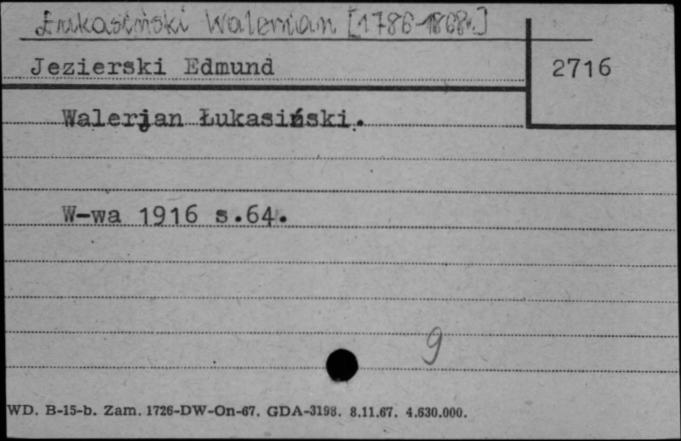 Łukasiński Walerian [1786-1868r.]
Jezierski Edmund
2716
Walerjan Łukasiński.
W-wa 1916 s.64.
9
WD. B-15-b. Zam. 1726-DW-On-67. GDA-3198. 8.11.67. 4.630.000.